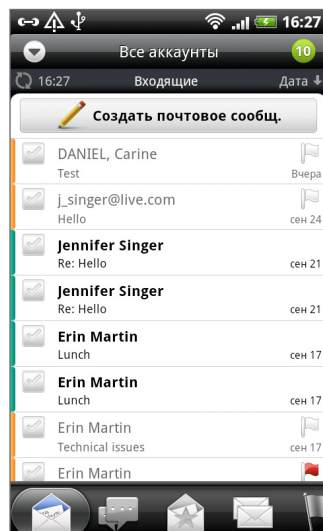 16:27
Все аккаунты
10
16:27
Входящие
Дата
Создать почтовое сообщ.
DANIEL, Carine
Test
Вчера
j_singer@live.com
Hello
сен 24
Jennifer Singer
Re: Hello
сен 21
Jennifer Singer
Re: Hello
сен 21
Erin Martin
Lunch
сен 17
Erin Martin
Lunch
сен 17
Erin Martin
Technical issues
сен 17
Erin Martin